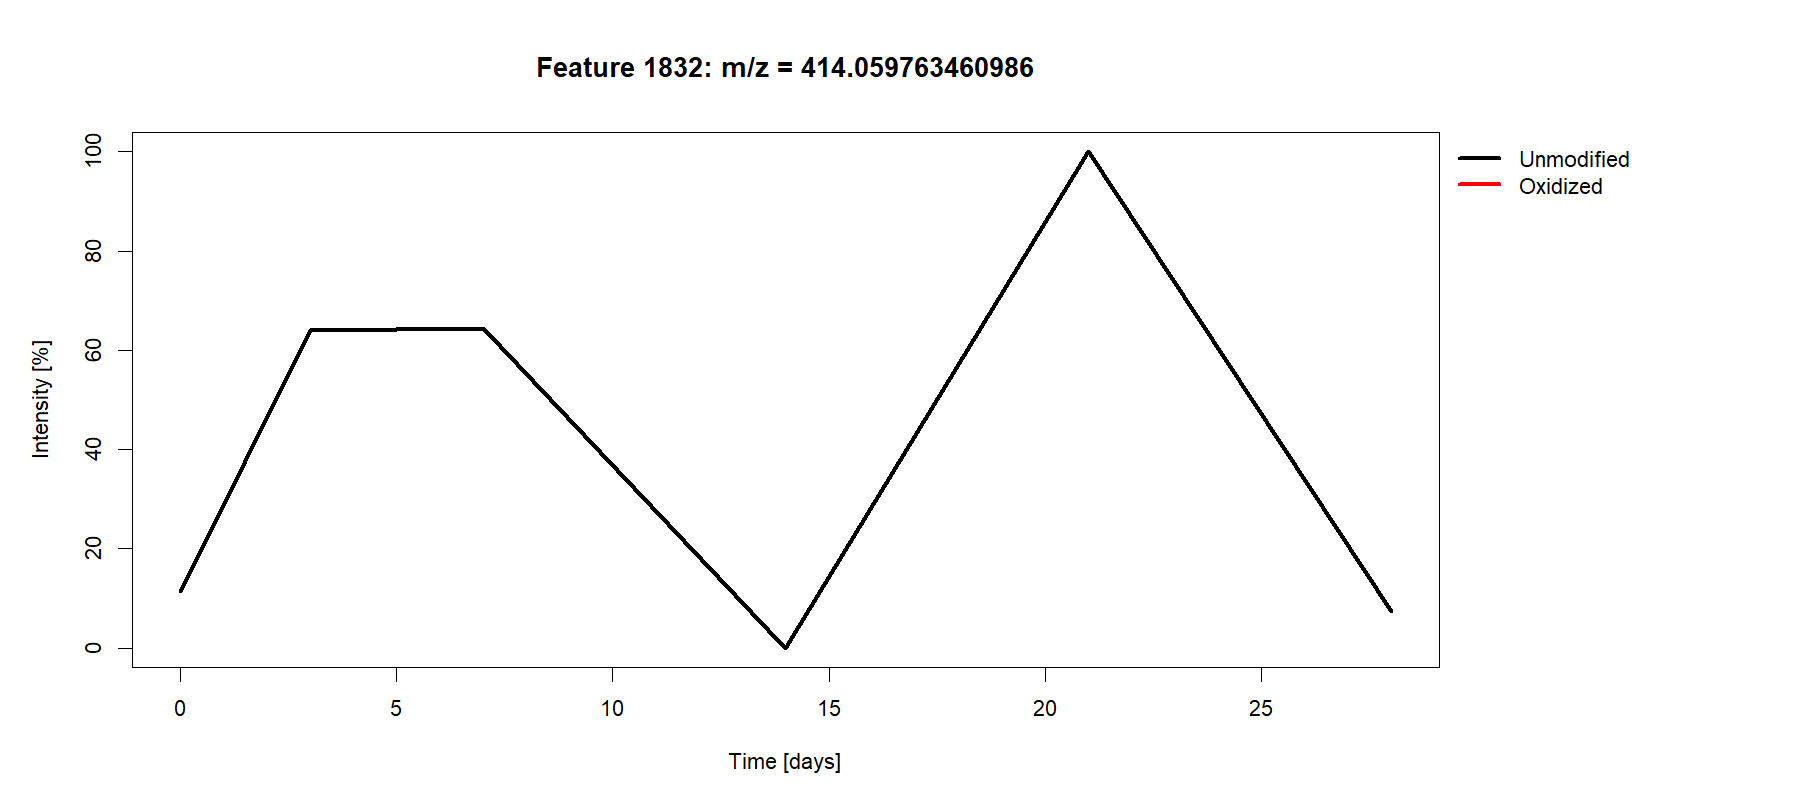 Feature 1832: m/z = 414.059763460986
Unmodified
Oxidized
Intensity [%]
100
80
60
40
20
0
0 5 10 15 20 25
Time [days]